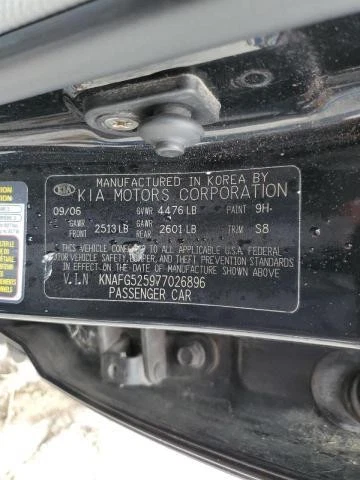 MANUFACTURED IN KOREA BY
KIA KIA MOTORS CORPORATION
09/06 GVWR 4476 LB PAINT 9H
GAWR GAWR
FRONT 2513 LB REAR 2601 LB TRIM S8
THIS VEHICLE CONFORMS TO ALL APPLICABLE U.S.A. FEDERAL
MOTOR VEHICLE SAFETY, BUMPER, AND THEFT PREVENTION STANDARDS
IN EFFECT ON THE DATE OF MANUFACTURE SHOWN ABOVE.
V.I.N KNAFG525977026896
PASSENGER CAR